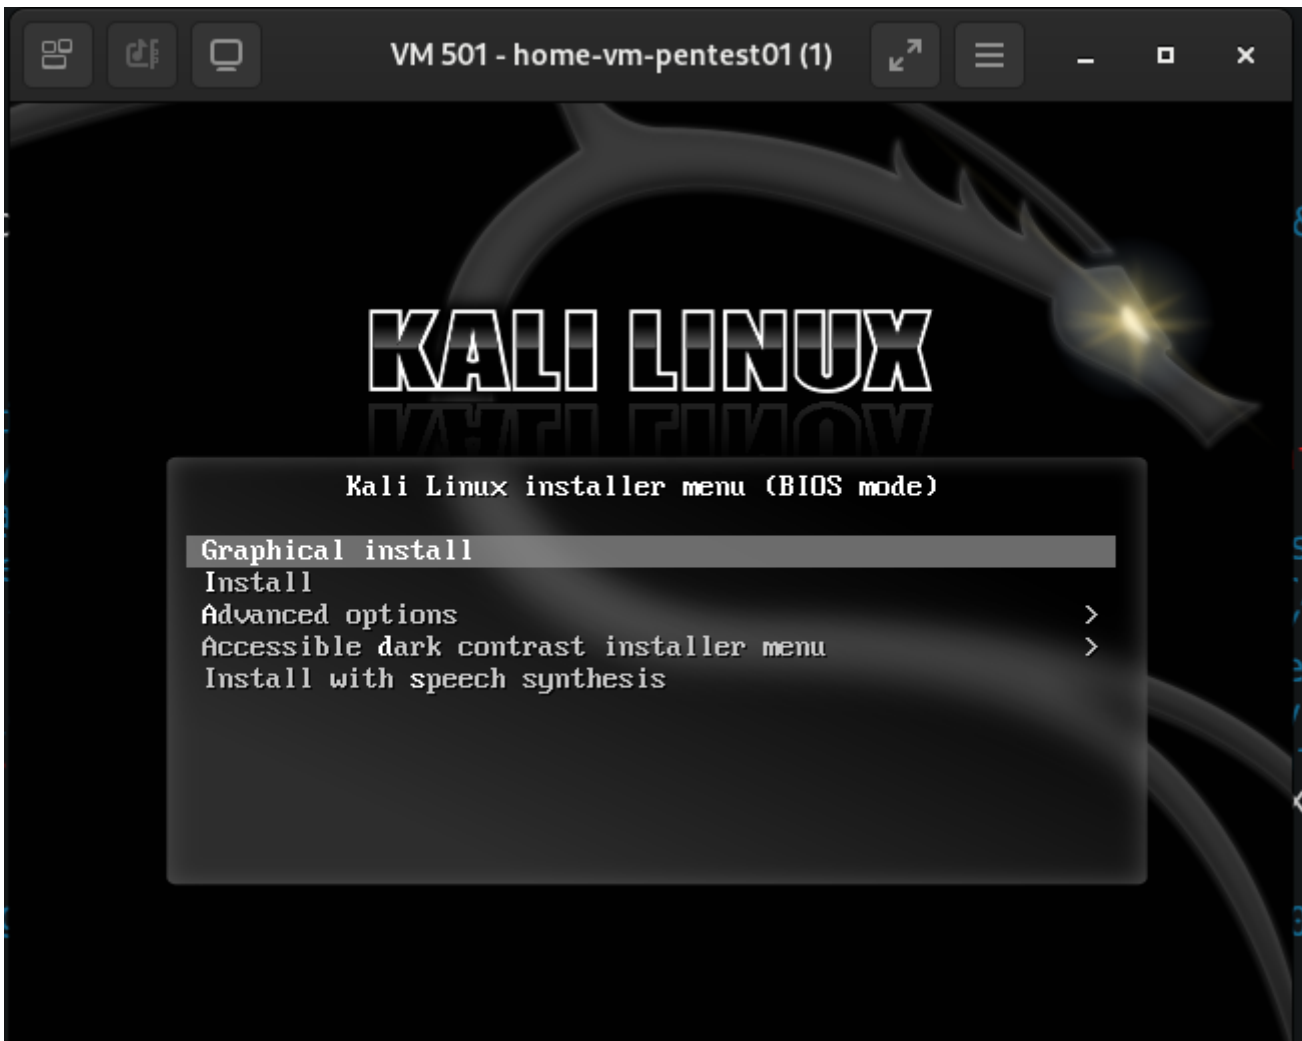 VM 501 - home-vm-pentest01 (1)
KALI LINUX
Kali Linux installer menu (BIOS mode)
Graphical install
Install
Advanced options >
Accessible dark contrast installer menu >
Install with speech synthesis